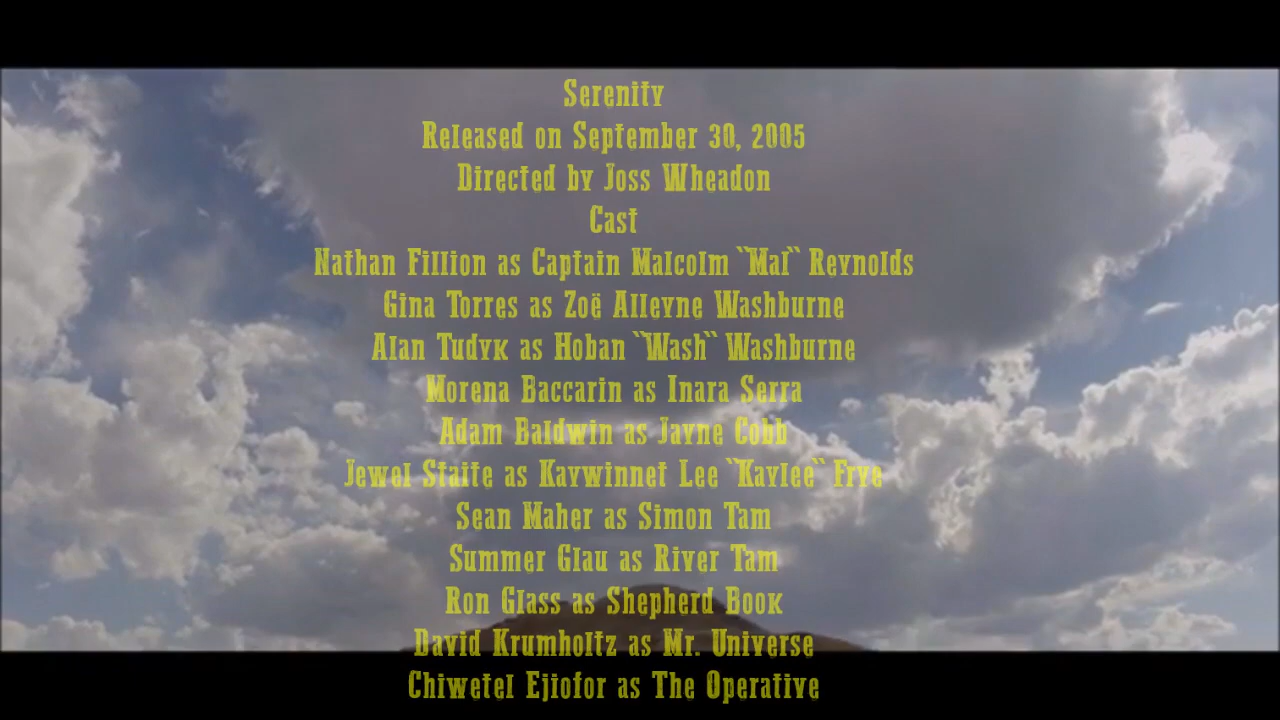 Serenity
Released on September 30, 2005
Directed by Joss Wheadon
Cast
Nathan Fillion as Captain Malcolm "Mal" Reynolds
Gina Torres as Zoë Alleyne Washburne
Alan Tudyk as Hoban "Wash" Washburne
Morena Baccarin as Inara Serra
Adam Baldwin as Jayne Cobb
Jewel Staite as Kaywinnet Lee "Kaylee" Frye
Sean Maher as Simon Tam
Summer Glau as River Tam
Ron Glass as Shepherd Book
David Krumholtz as Mr. Universe
Chiwetel Ejiofor as The Operative